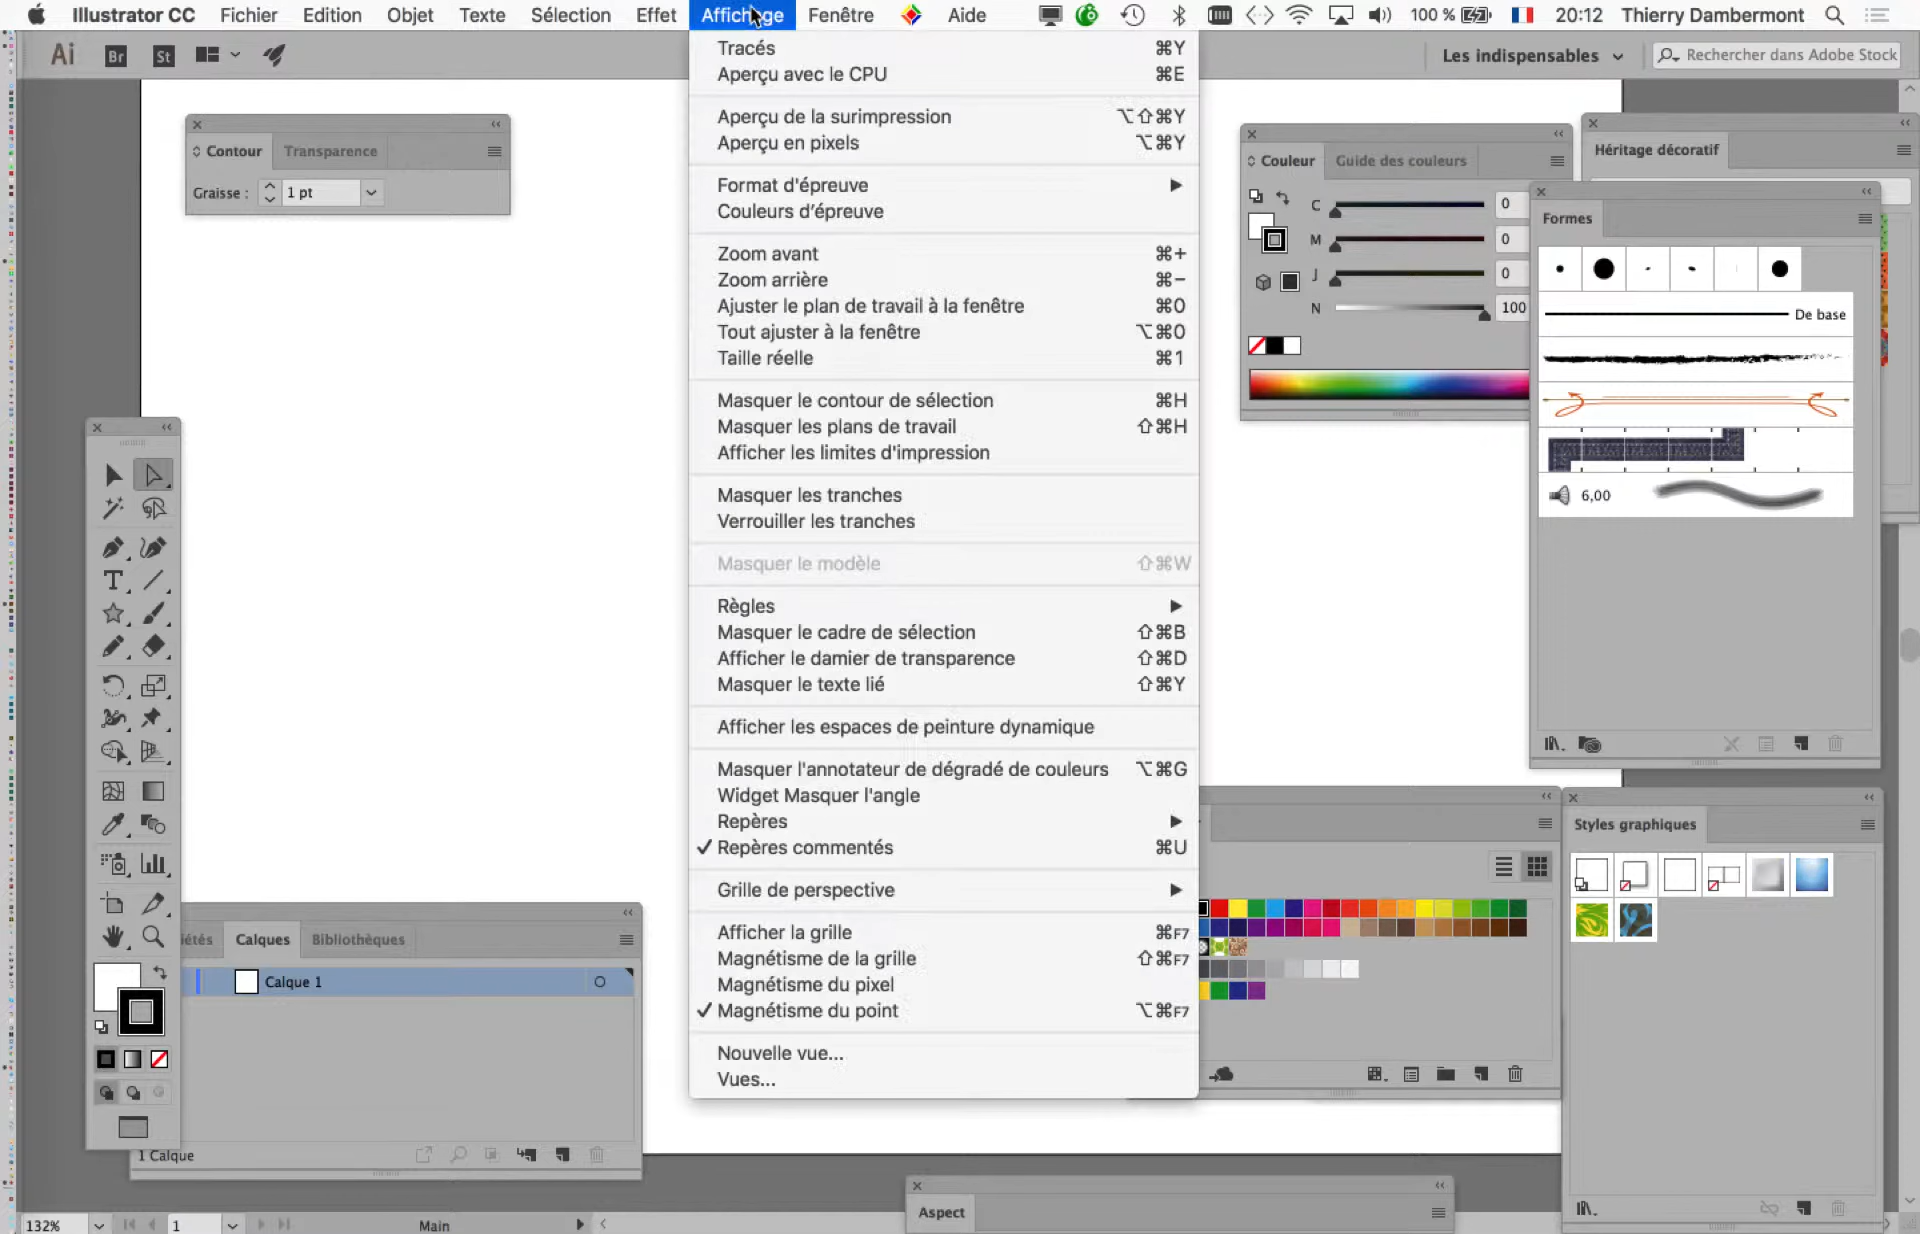 Illustrator CC Fichier Edition Objet Texte Sélection Effet Affichage Fenêtre Aide 100 % 20:12 Thierry Dambermont
Ai Br St Les indispensables Rechercher dans Adobe Stock
Tracés ⌘Y
Aperçu avec le CPU ⌘E
Aperçu de la surimpression ⌥⇧⌘Y
Aperçu en pixels ⌥⌘Y
Format d'épreuve
Couleurs d’épreuve
Zoom avant ⌘+
Zoom arrière ⌘−
Ajuster le plan de travail à la fenêtre ⌘0
Tout ajuster à la fenêtre ⌥⌘0
Taille réelle ⌘1
Masquer le contour de sélection ⌘H
Masquer les plans de travail ⇧⌘H
Afficher les limites d'impression
Masquer les tranches
Verrouiller les tranches
Masquer le modèle ⇧⌘W
Règles
Masquer le cadre de sélection ⇧⌘B
Afficher le damier de transparence ⇧⌘D
Masquer le texte lié ⇧⌘Y
Afficher les espaces de peinture dynamique
Masquer l'annotateur de dégradé de couleurs ⌥⌘G
Widget Masquer l'angle
Repères
✓ Repères commentés ⌘U
Grille de perspective
Afficher la grille ⌘F7
Magnétisme de la grille ⇧⌘F7
Magnétisme du pixel
✓ Magnétisme du point ⌥⌘F7
Nouvelle vue...
Vues...
Contour Transparence
Graisse : 1 pt
Couleur Guide des couleurs
C 0
M 0
J 0
N 100
Héritage décoratif
Formes
De base
6,00
Styles graphiques
iétés Calques Bibliothèques
Calque 1
1 Calque
Aspect
132% 1 Main